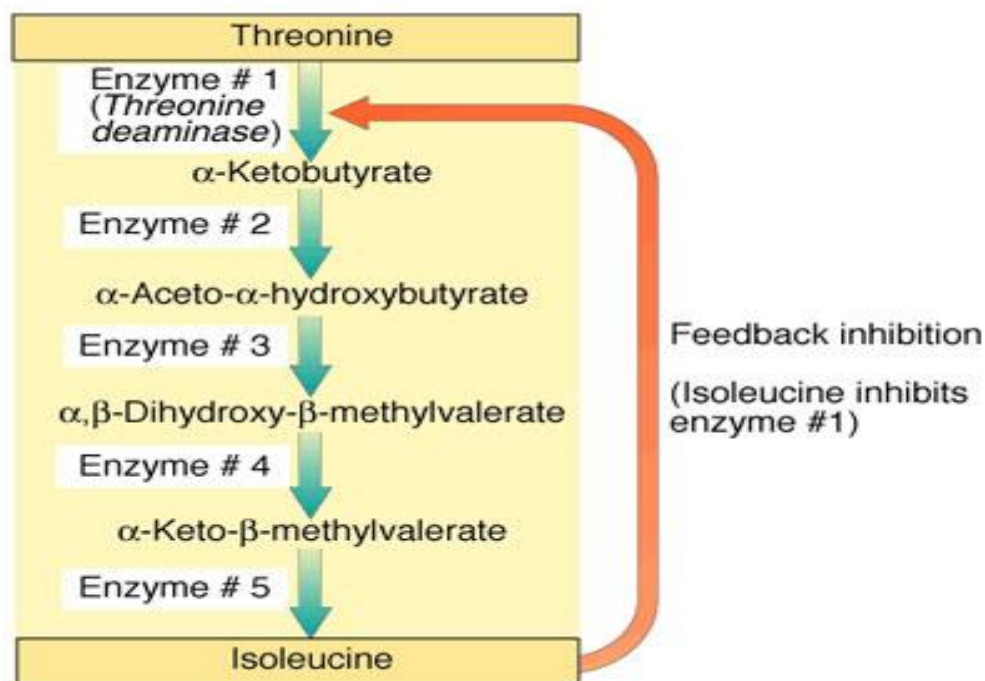 Threonine
Enzyme # 1
(Threonine
deaminase)
α-Ketobutyrate
Enzyme # 2
α-Aceto-α-hydroxybutyrate
Enzyme # 3
α,β-Dihydroxy-β-methylvalerate
Enzyme # 4
α-Keto-β-methylvalerate
Enzyme # 5
Isoleucine
Feedback inhibition
(Isoleucine inhibits
enzyme #1)